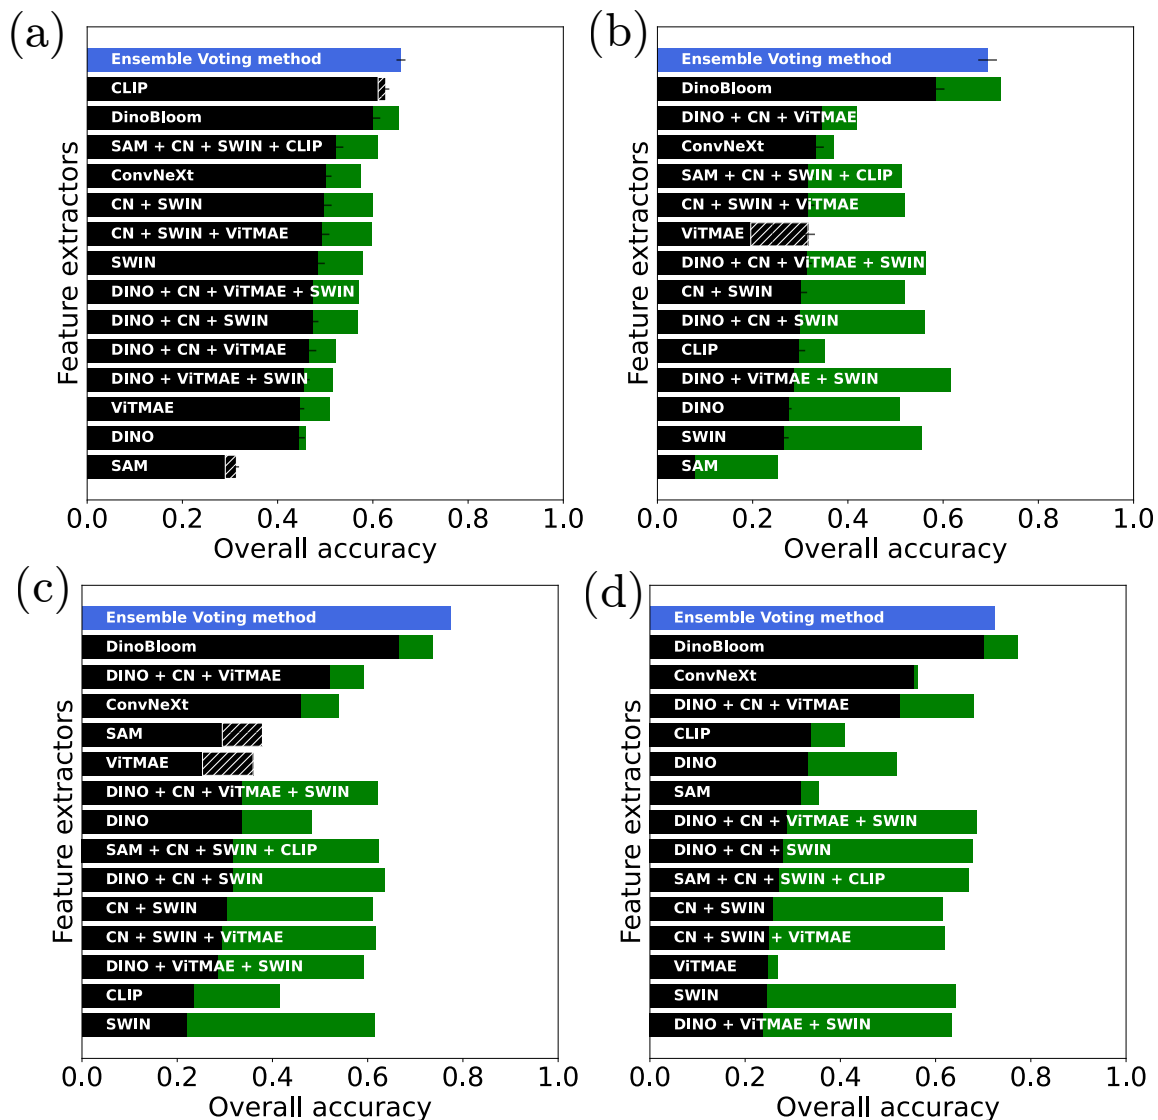 (a)
Feature extractors
Ensemble Voting method
CLIP
DinoBloom
SAM + CN + SWIN + CLIP
ConvNeXt
CN + SWIN
CN + SWIN + ViTMAE
SWIN
DINO + CN + ViTMAE + SWIN
DINO + CN + SWIN
DINO + CN + ViTMAE
DINO + ViTMAE + SWIN
ViTMAE
DINO
SAM
0.0 0.2 0.4 0.6 0.8 1.0
Overall accuracy
(b)
Feature extractors
Ensemble Voting method
DinoBloom
DINO + CN + ViTMAE
ConvNeXt
SAM + CN + SWIN + CLIP
CN + SWIN + ViTMAE
ViTMAE
DINO + CN + ViTMAE + SWIN
CN + SWIN
DINO + CN + SWIN
CLIP
DINO + ViTMAE + SWIN
DINO
SWIN
SAM
0.0 0.2 0.4 0.6 0.8 1.0
Overall accuracy
(c)
Feature extractors
Ensemble Voting method
DinoBloom
DINO + CN + ViTMAE
ConvNeXt
SAM
ViTMAE
DINO + CN + ViTMAE + SWIN
DINO
SAM + CN + SWIN + CLIP
DINO + CN + SWIN
CN + SWIN
CN + SWIN + ViTMAE
DINO + ViTMAE + SWIN
CLIP
SWIN
0.0 0.2 0.4 0.6 0.8 1.0
Overall accuracy
(d)
Feature extractors
Ensemble Voting method
DinoBloom
ConvNeXt
DINO + CN + ViTMAE
CLIP
DINO
SAM
DINO + CN + ViTMAE + SWIN
DINO + CN + SWIN
SAM + CN + SWIN + CLIP
CN + SWIN
CN + SWIN + ViTMAE
ViTMAE
SWIN
DINO + ViTMAE + SWIN
0.0 0.2 0.4 0.6 0.8 1.0
Overall accuracy